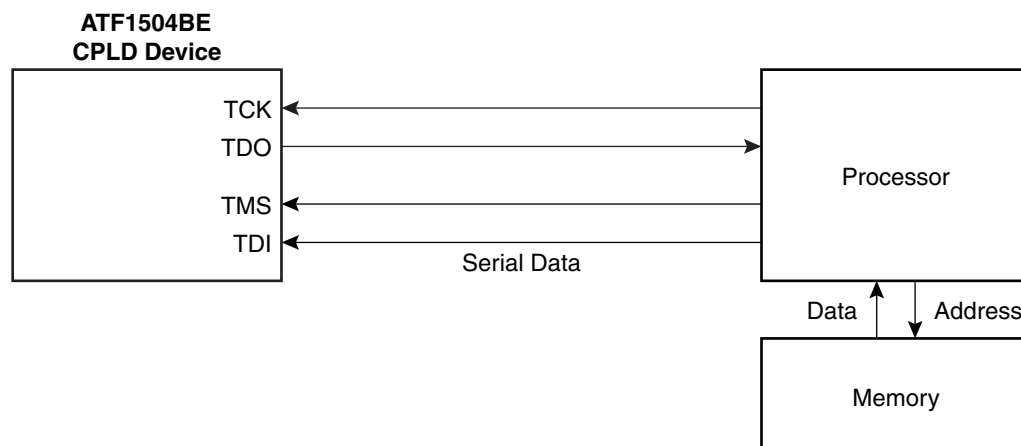 ATF1504BE
CPLD Device
TCK
TDO
TMS
TDI
Serial Data
Processor
Data
Address
Memory